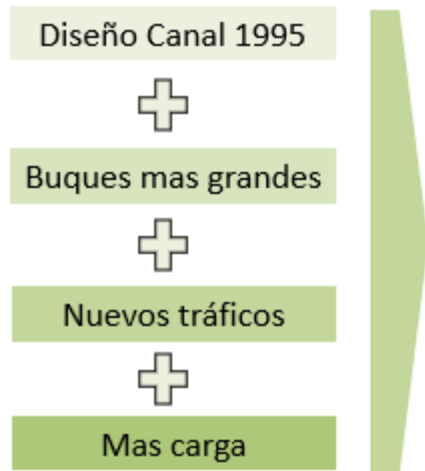 Diseño Canal 1995
Buques mas grandes
Nuevos tráficos
Mas carga